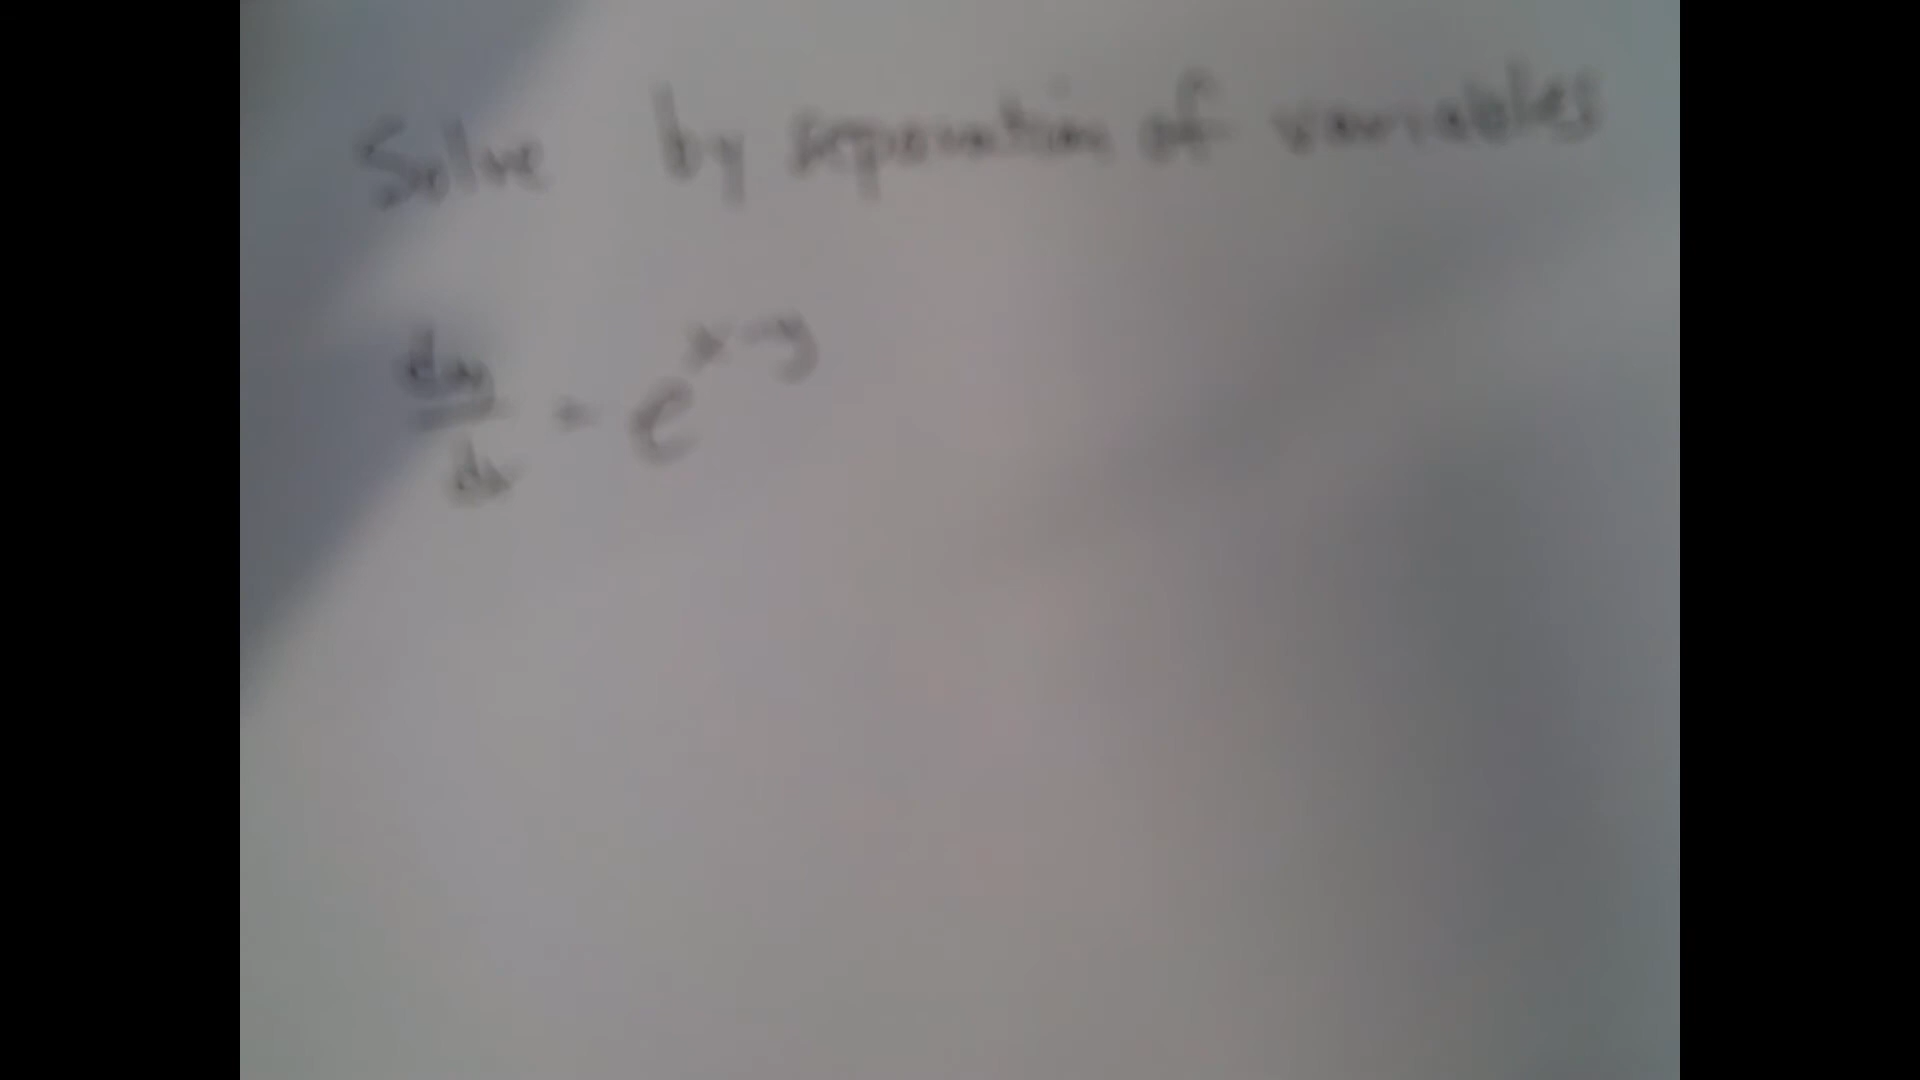 Solve by separation of variables
dy/dx = e^{x-y}